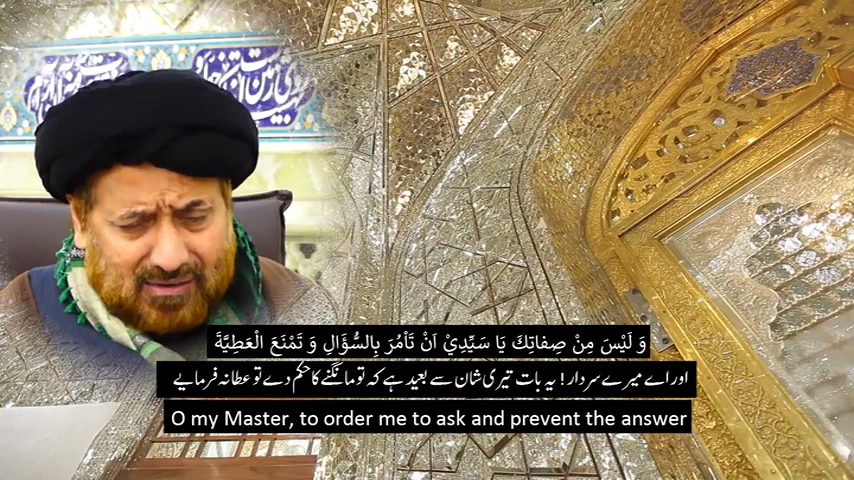 وَ لَيْسَ مِنْ صِفاتِكَ يَا سَيِّدِيْ اَنْ تَاْمُرَ بِالسُّؤَالِ وَ تَمْنَعَ الْعَطِيَّةَ
اور اے میرے سردار! یہ بات تیری شان سے بعید ہے کہ تو مانگنے کا حکم دے تو عطا نہ فرمایے
O my Master, to order me to ask and prevent the answer